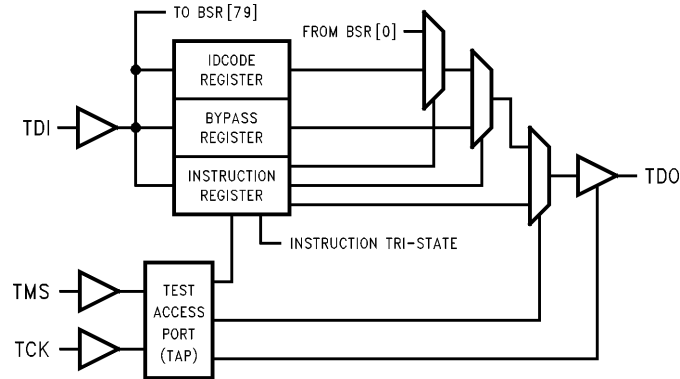 TO BSR[79]
FROM BSR[0]
IDCODE
REGISTER
BYPASS
REGISTER
TDI
INSTRUCTION
REGISTER
TDO
INSTRUCTION TRI-STATE
TMS
TEST
ACCESS
PORT
(TAP)
TCK